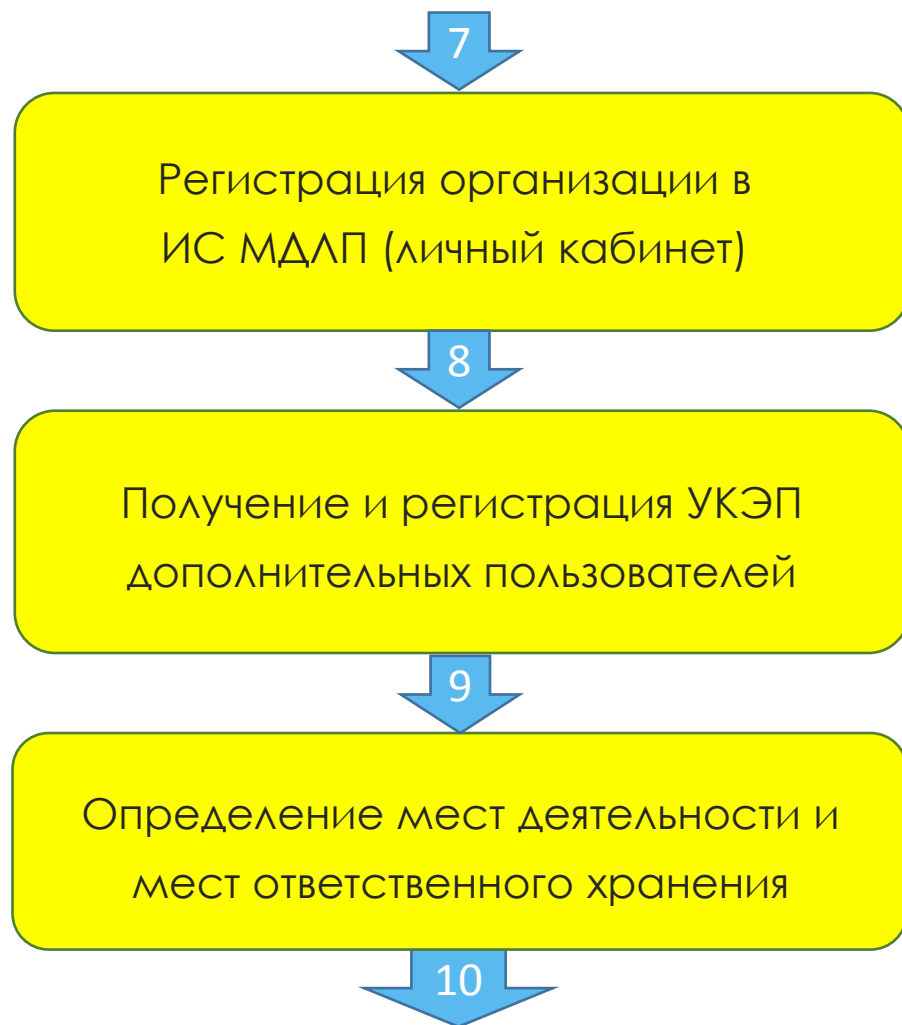 7
Регистрация организации в
ИС МДЛП (личный кабинет)
8
Получение и регистрация УКЭП
дополнительных пользователей
9
Определение мест деятельности и
мест ответственного хранения
10